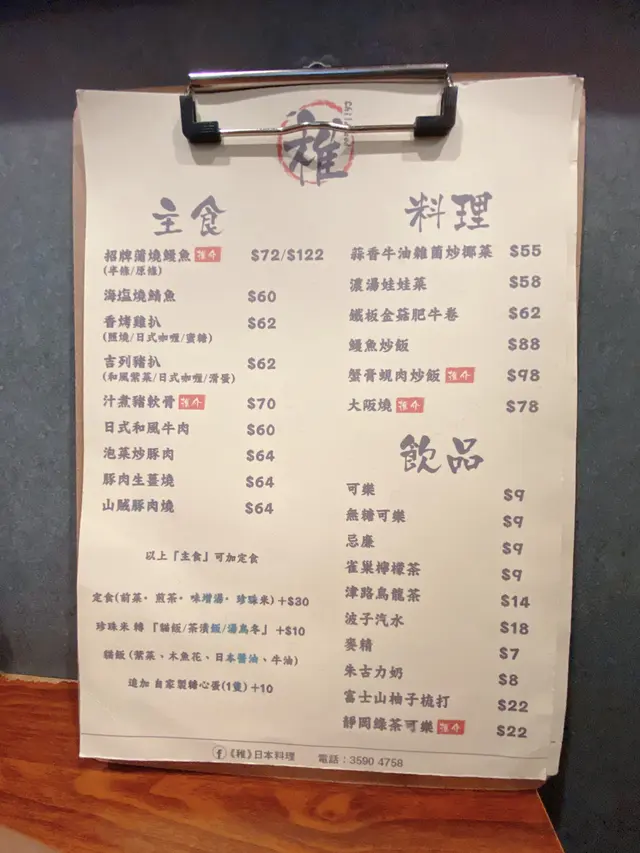 稚
主食
招牌蒲燒鰻魚 推介 $72/$122
(半條/原條)
海塩燒鯖魚 $60
香烤雞扒 $62
(照燒/日式咖喱/蜜糖)
吉列豬扒 $62
(和風紫菜/日式咖喱/滑蛋)
汁煮豬軟骨 推介 $70
日式和風牛肉 $60
泡菜炒豚肉 $64
豚肉生薑燒 $64
山賊豚肉燒 $64
以上「主食」可加定食
定食(前菜· 煎茶· 味增湯· 珍珠米)+$30
珍珠米 轉 「貓飯/茶漬飯/湯烏冬」 +$10
貓飯(紫菜、木魚花、日本醬油、牛油)
追加 自家製糖心蛋(1隻)+10
料理
蒜香牛油雜菌炒椰菜 $55
濃湯娃娃菜 $58
鐵板金菇肥牛卷 $62
鰻魚炒飯 $88
蟹膏蜆肉炒飯 推介 $98
大阪燒 推介 $78
飲品
可樂 $9
無糖可樂 $9
忌廉 $9
雀巢檸檬茶 $9
津路烏龍茶 $14
波子汽水 $18
麥精 $7
朱古力奶 $8
富士山柚子梳打 $22
靜岡綠茶可樂 推介 $22
f《稚》日本料理 電話：3590 4758